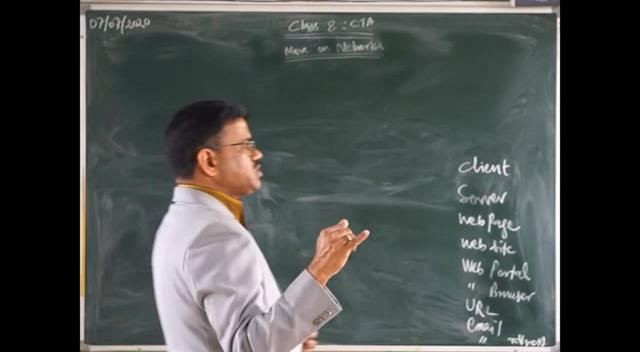 07/07/2020
Class 8 : CTA
More on Networks
Client
Server
Web Page
Web site
Web Portal
" Browser
URL
Email
" address